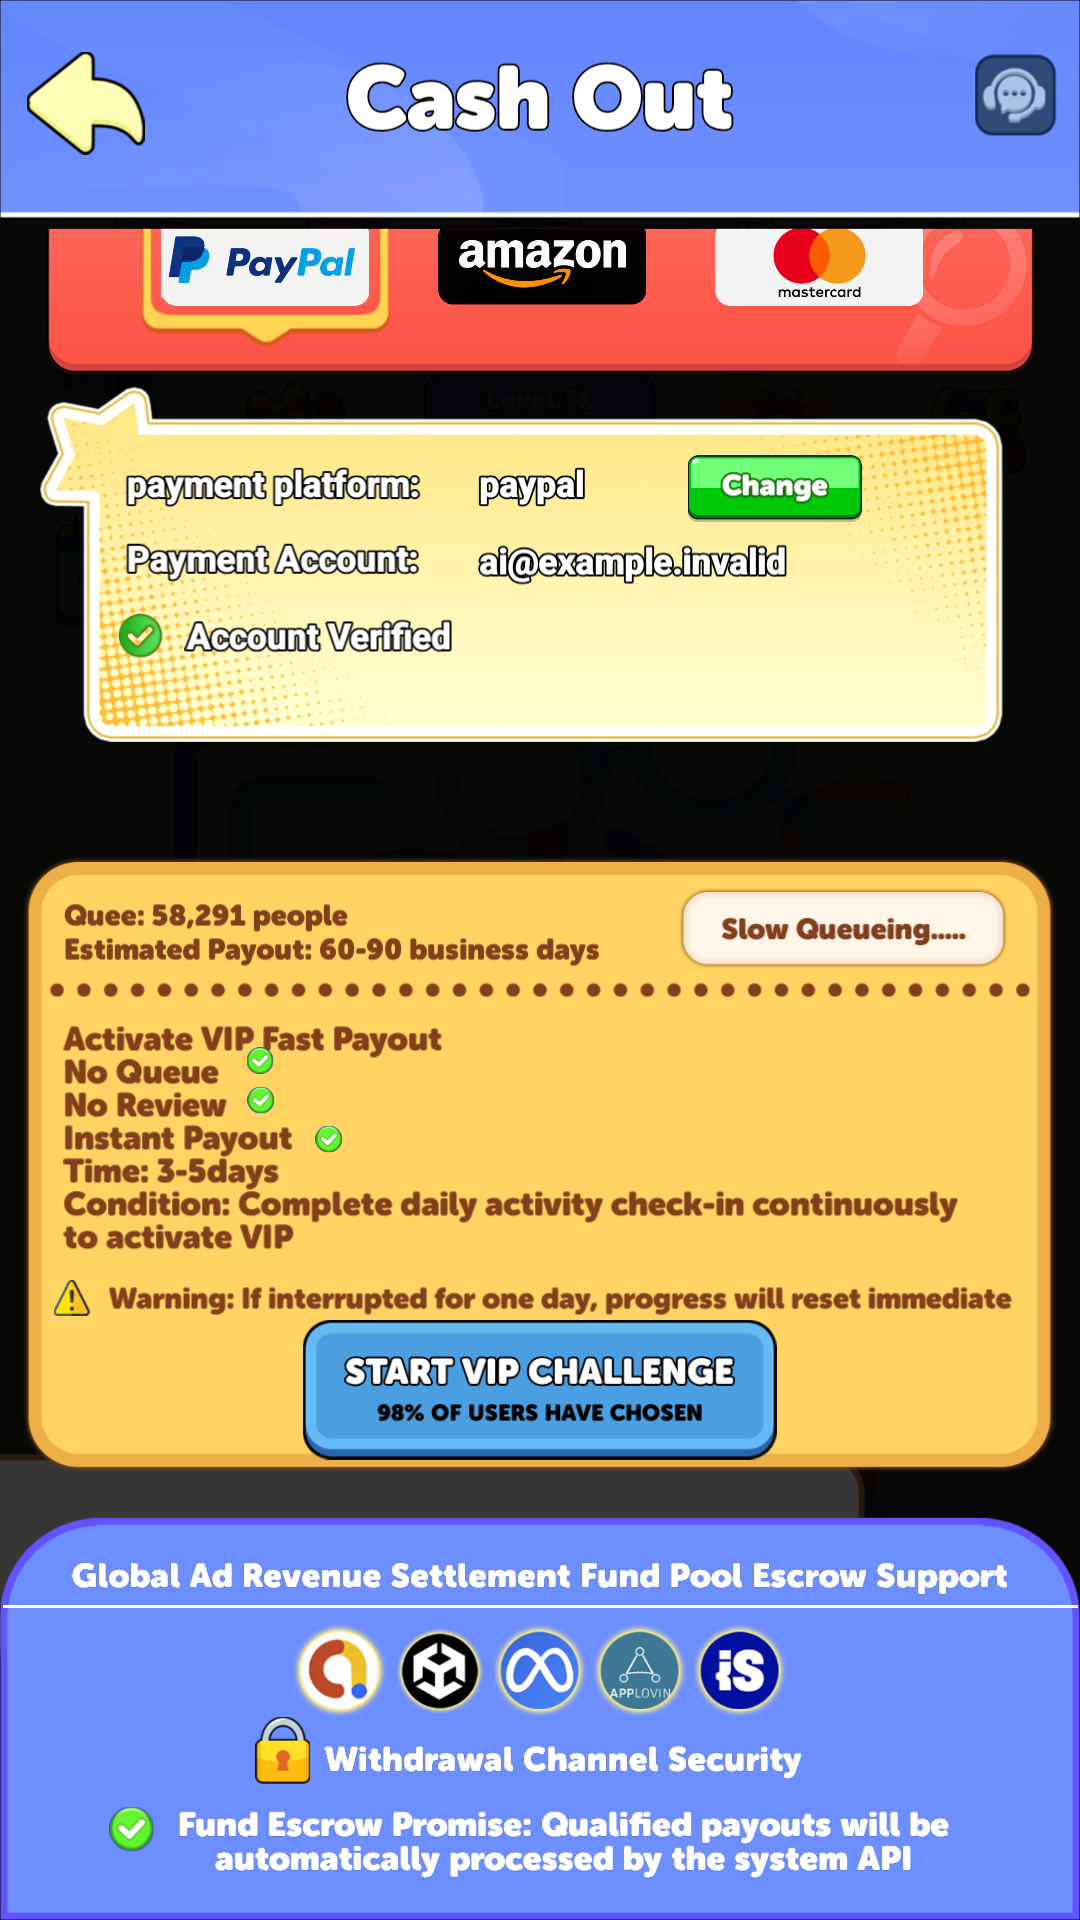 Cash Out
PayPal
amazon
mastercard
Level:31
payment platform: paypal
Change
Payment Account: ai@example.invalid
Account Verified
Quee: 58,291 people
Estimated Payout: 60-90 business days
Slow Queueing.....
Activate VIP Fast Payout
No Queue
No Review
Instant Payout
Time: 3-5days
Condition: Complete daily activity check-in continuously
to activate VIP
Warning: If interrupted for one day, progress will reset immediate
START VIP CHALLENGE
98% OF USERS HAVE CHOSEN
Global Ad Revenue Settlement Fund Pool Escrow Support
APPLOVIN
iS
Withdrawal Channel Security
Fund Escrow Promise: Qualified payouts will be
automatically processed by the system API